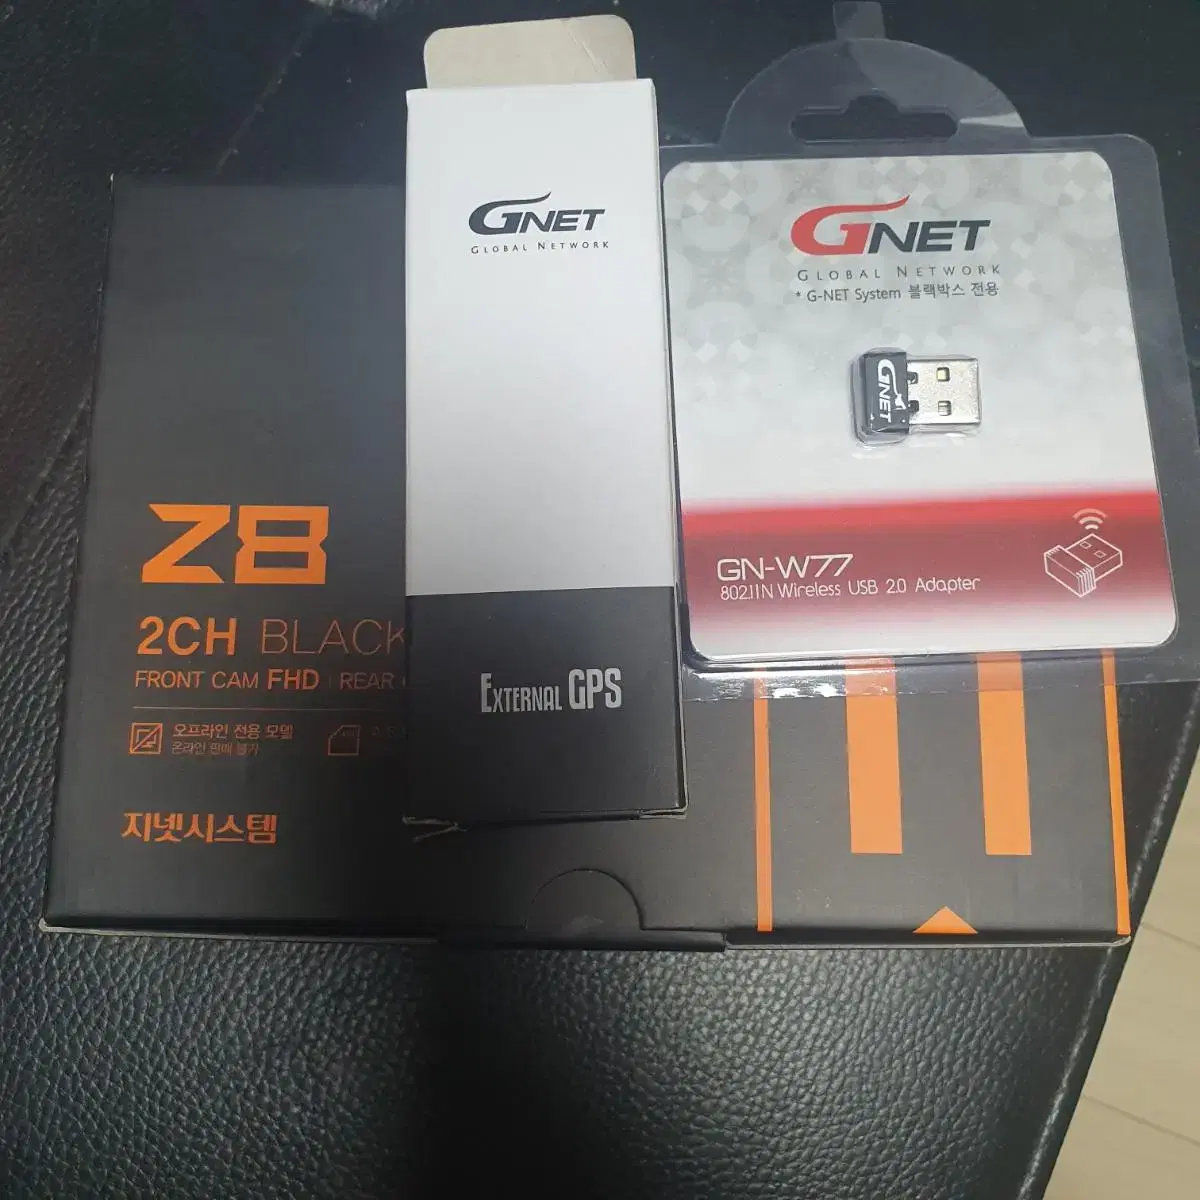 GNET
GLOBAL NETWORK
EXTERNAL GPS
GNET
GLOBAL NETWORK
* G-NET System 블랙박스 전용
GNET
GN-W77
802.11N Wireless USB 2.0 Adapter
Z8
2CH BLACK
FRONT CAM FHD | REAR
오프라인 전용 모델
온라인 판매 불가
지넷시스템